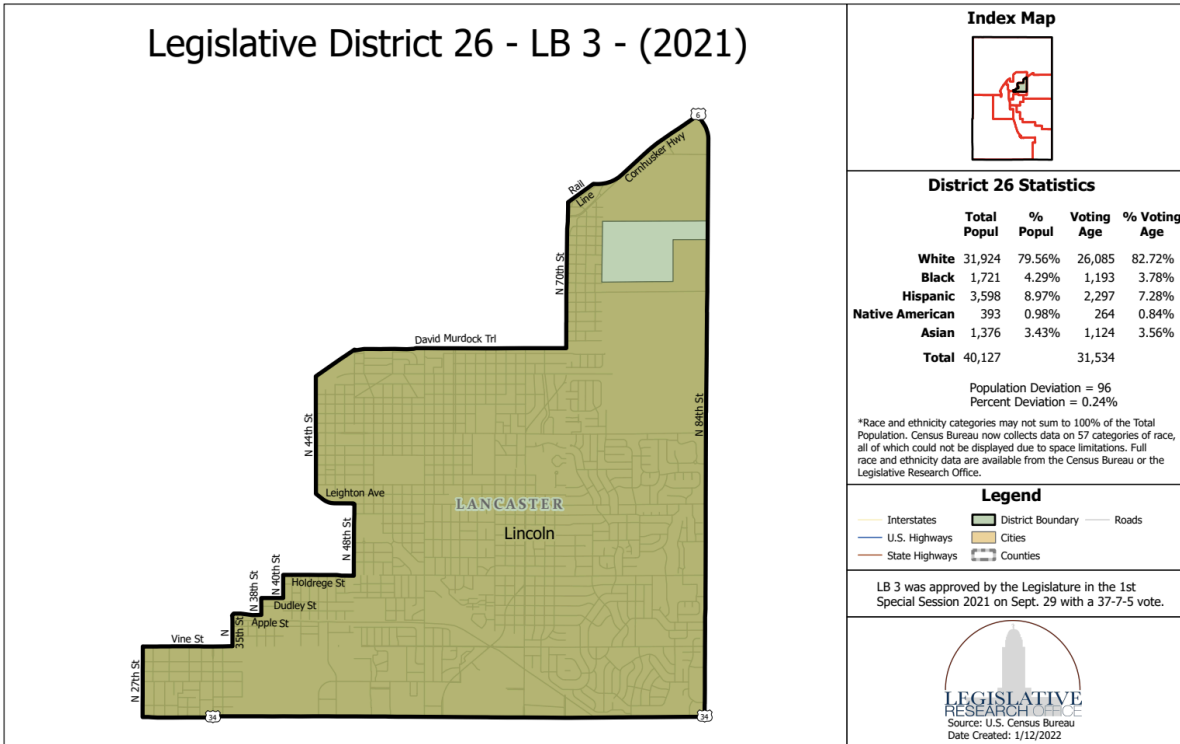 Legislative District 26 - LB 3 - (2021)
6
Cornhusker Hwy
Rail
Line
N 70th St
David Murdock Trl
N 84th St
N 44th St
Leighton Ave
LANCASTER
Lincoln
N 48th St
Holdrege St
N 40th St
Dudley St
N 38th St
Apple St
N
35th St
Vine St
N 27th St
34
34
Index Map
District 26 Statistics
Total Popul % Popul Voting Age % Voting Age
White 31,924 79.56% 26,085 82.72%
Black 1,721 4.29% 1,193 3.78%
Hispanic 3,598 8.97% 2,297 7.28%
Native American 393 0.98% 264 0.84%
Asian 1,376 3.43% 1,124 3.56%
Total 40,127 31,534
Population Deviation = 96
Percent Deviation = 0.24%
*Race and ethnicity categories may not sum to 100% of the Total
Population. Census Bureau now collects data on 57 categories of race,
all of which could not be displayed due to space limitations. Full
race and ethnicity data are available from the Census Bureau or the
Legislative Research Office.
Legend
Interstates District Boundary Roads
U.S. Highways Cities
State Highways Counties
LB 3 was approved by the Legislature in the 1st
Special Session 2021 on Sept. 29 with a 37-7-5 vote.
LEGISLATIVE
RESEARCH OFFICE
Source: U.S. Census Bureau
Date Created: 1/12/2022